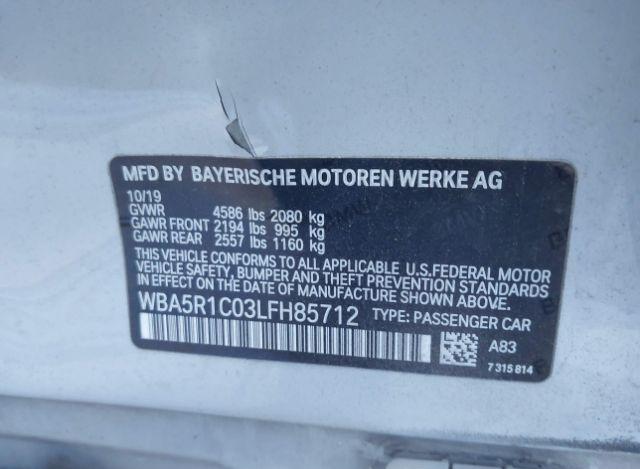 MFD BY BAYERISCHE MOTOREN WERKE AG
10/19
GVWR 4586 lbs 2080 kg
GAWR FRONT 2194 lbs 995 kg
GAWR REAR 2557 lbs 1160 kg
THIS VEHICLE CONFORMS TO ALL APPLICABLE U.S.FEDERAL MOTOR
VEHICLE SAFETY, BUMPER AND THEFT PREVENTION STANDARDS
IN EFFECT ON THE DATE OF MANUFACTURE SHOWN ABOVE.
WBA5R1C03LFH85712 TYPE: PASSENGER CAR
A83
7 315 814